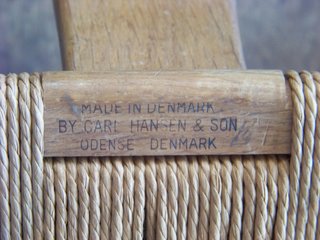 MADE IN DENMARK
BY CARL HANSEN & SON
ODENSE DENMARK